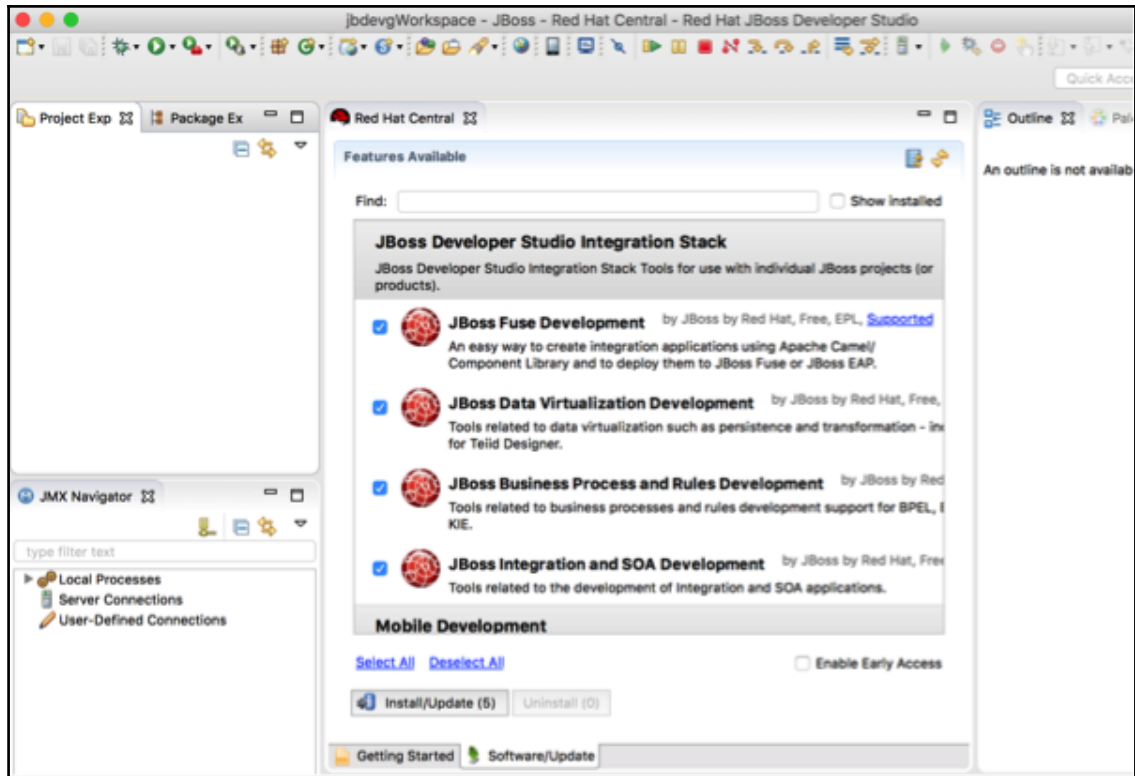 jbdevgWorkspace - JBoss - Red Hat Central - Red Hat JBoss Developer Studio
Quick Acc
Project Exp
Package Ex
Red Hat Central
Outline
Pal
Features Available
An outline is not availab
Find:
Show installed
JBoss Developer Studio Integration Stack
JBoss Developer Studio Integration Stack Tools for use with individual JBoss projects (or
products).
JBoss Fuse Development by JBoss by Red Hat, Free, EPL, Supported
An easy way to create integration applications using Apache Camel/
Component Library and to deploy them to JBoss Fuse or JBoss EAP.
JBoss Data Virtualization Development by JBoss by Red Hat, Free,
Tools related to data virtualization such as persistence and transformation - in
for Teiid Designer.
JBoss Business Process and Rules Development by JBoss by Red
Tools related to business processes and rules development support for BPEL,
KIE.
JBoss Integration and SOA Development by JBoss by Red Hat, Free
Tools related to the development of Integration and SOA applications.
Mobile Development
Select All Deselect All
Enable Early Access
Install/Update (5)
Uninstall (0)
Getting Started
Software/Update
JMX Navigator
type filter text
Local Processes
Server Connections
User-Defined Connections